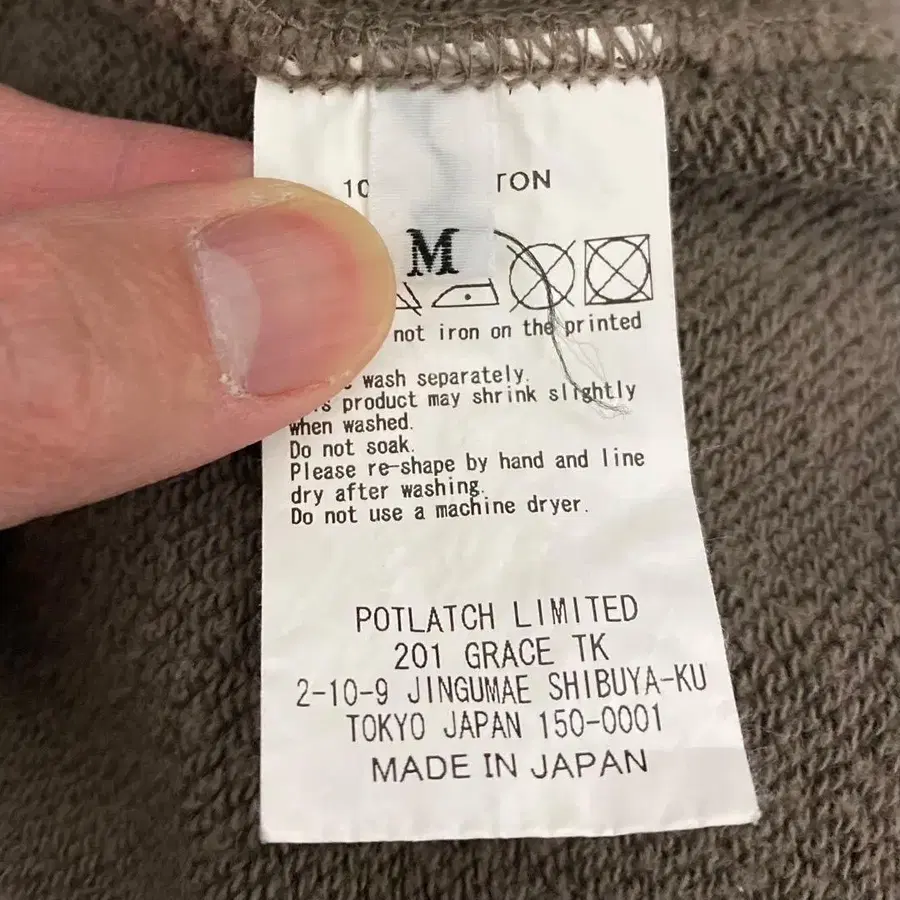 10 TON
M
not iron on the printed
wash separately.
product may shrink slightly
when washed.
Do not soak.
Please re-shape by hand and line
dry after washing.
Do not use a machine dryer.
POTLATCH LIMITED
201 GRACE TK
2-10-9 JINGUMAE SHIBUYA-KU
TOKYO JAPAN 150-0001
MADE IN JAPAN